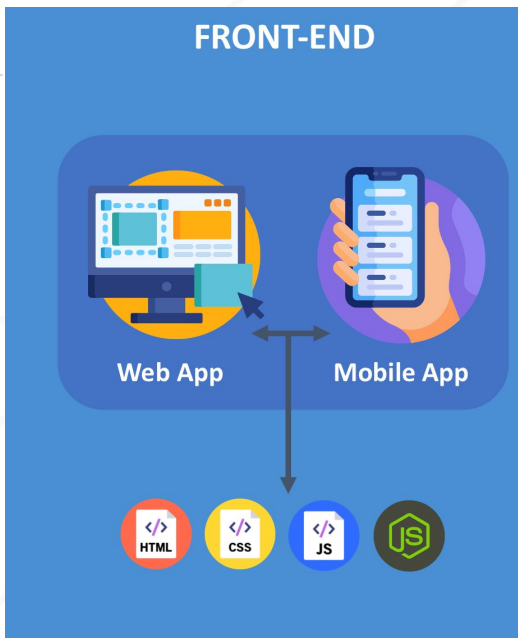 FRONT-END
Web App
Mobile App
</>
HTML
</>
CSS
</>
JS
JS